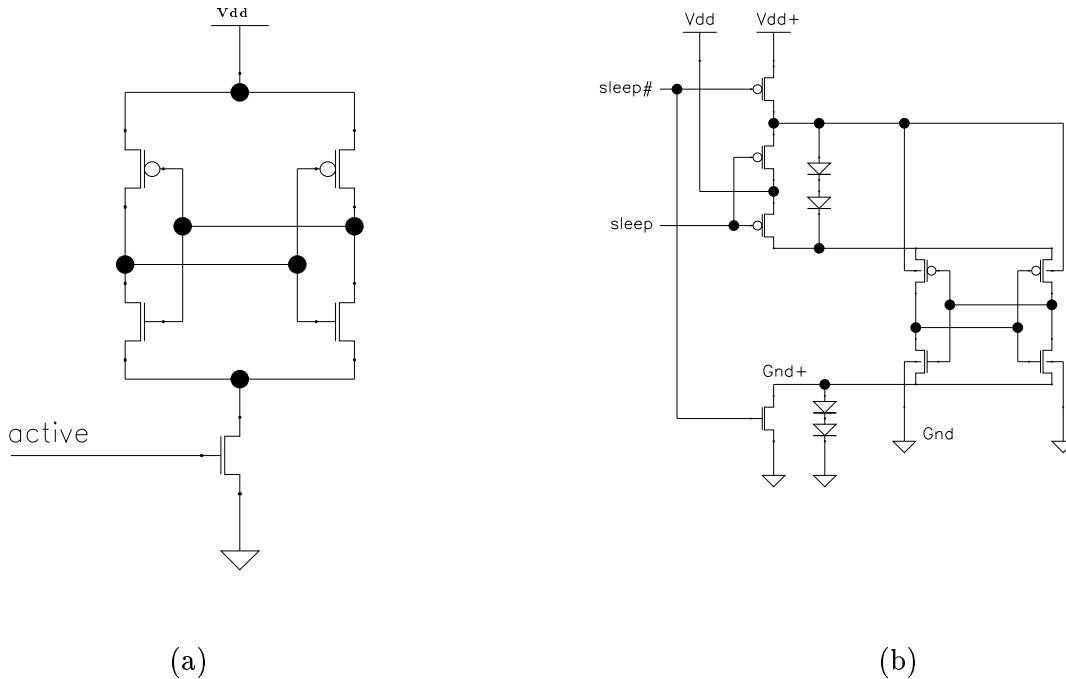 Vdd
active
(a)
Vdd Vdd+
sleep#
sleep
Gnd+
Gnd
(b)